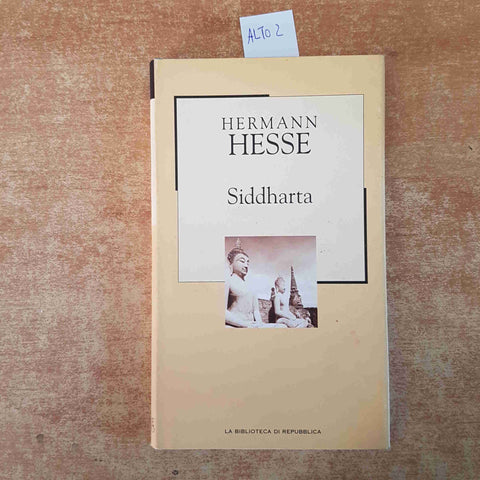 ALTO 2
HERMANN
HESSE
Siddharta
LA BIBLIOTECA DI REPUBBLICA